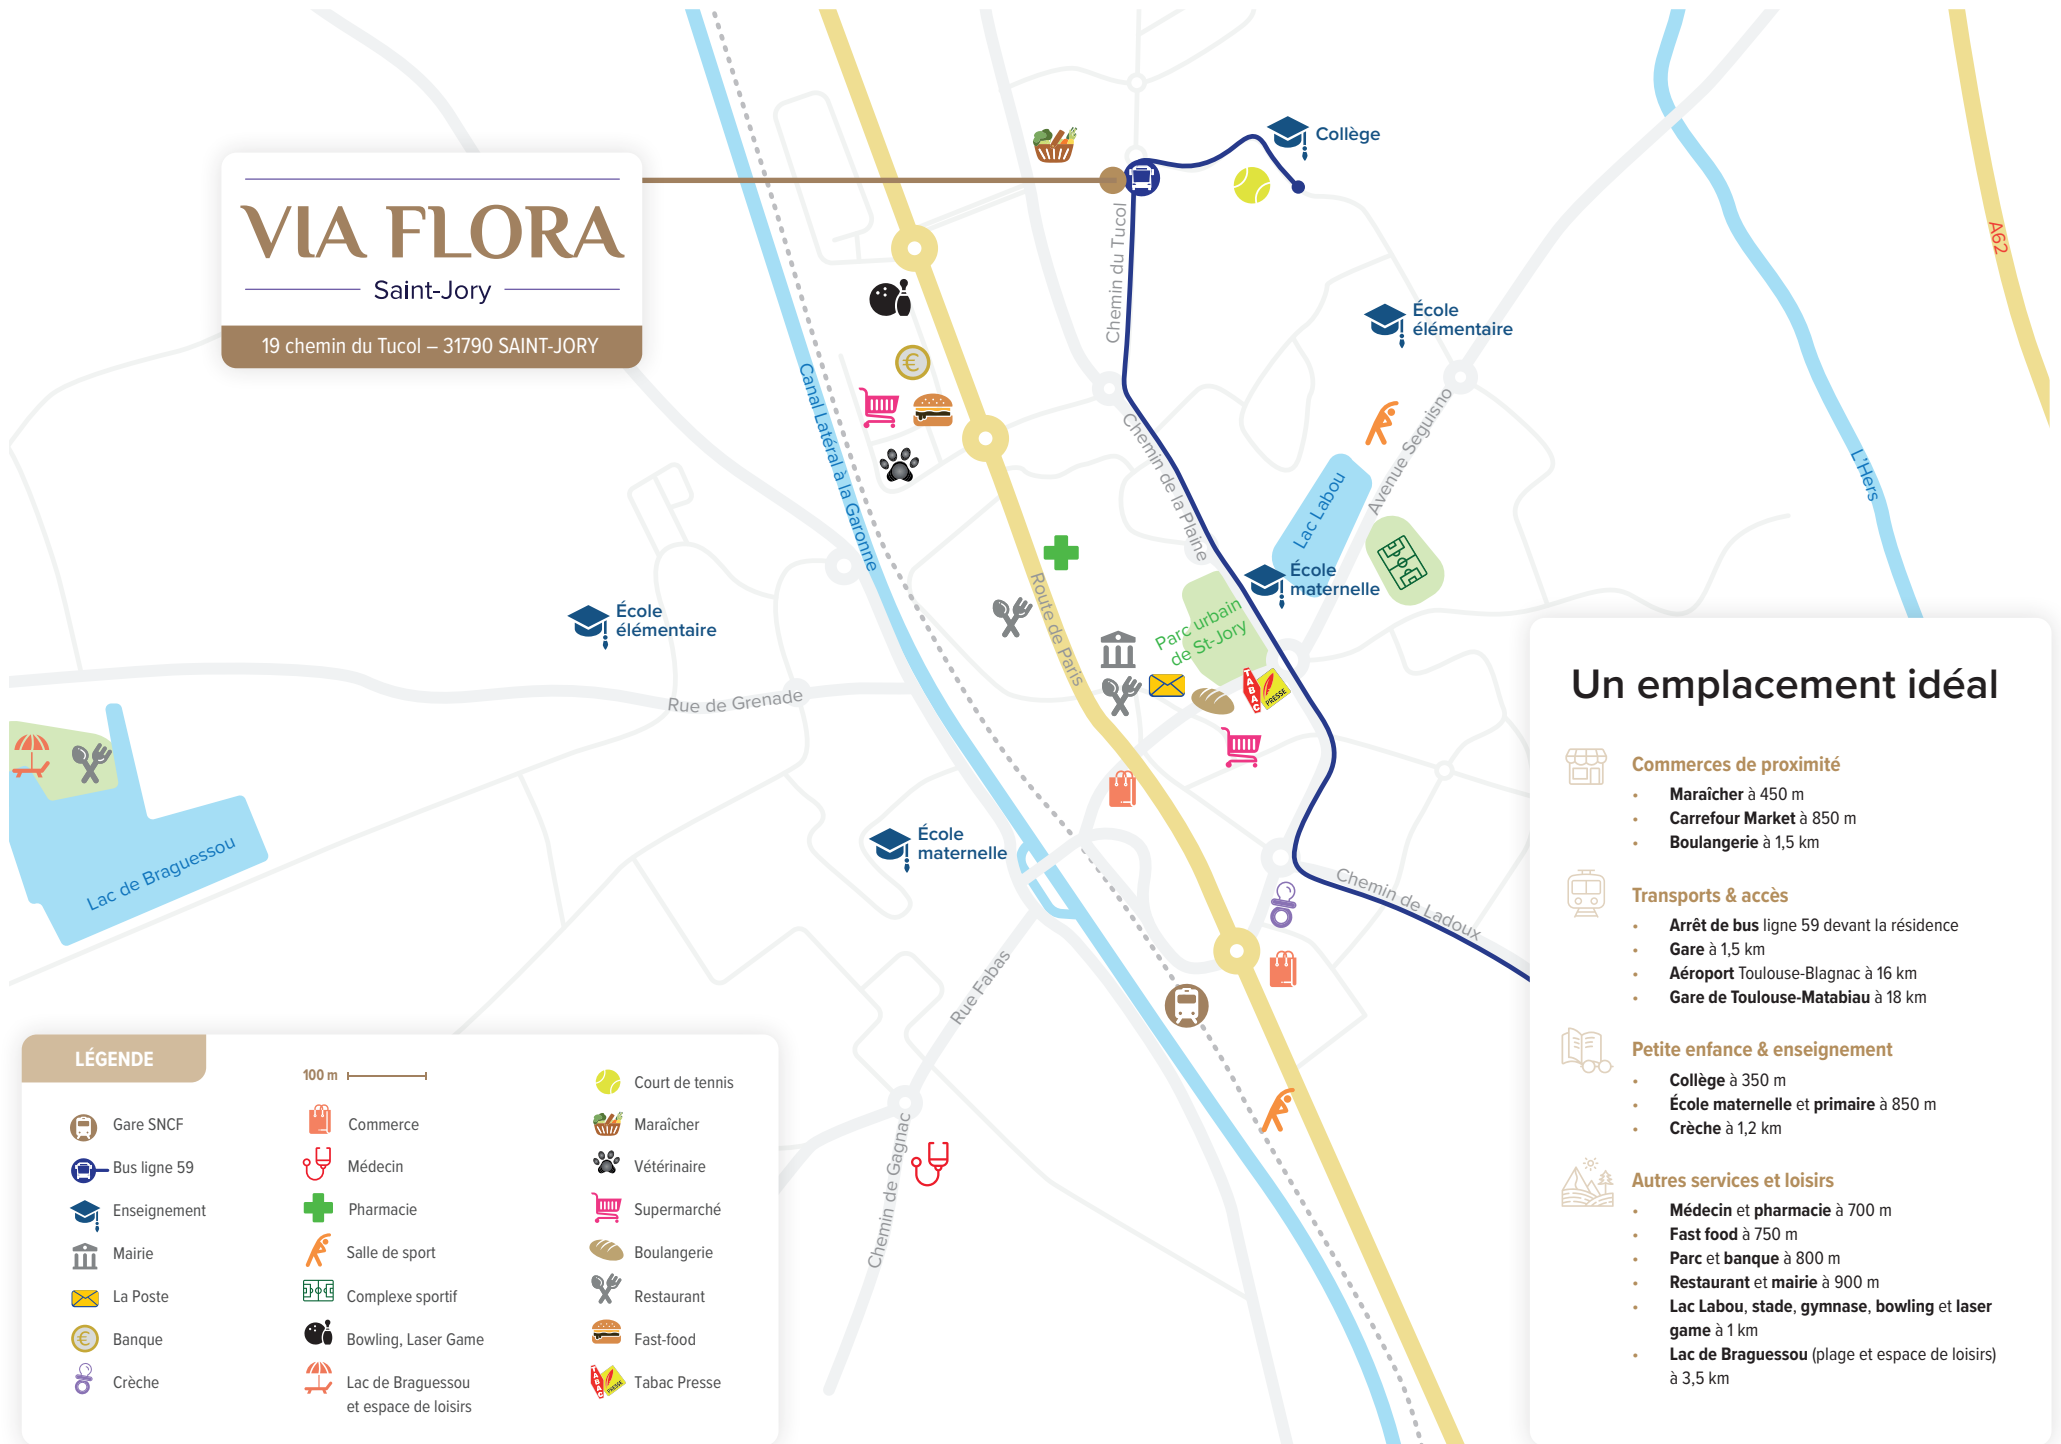 VIA FLORA
Saint-Jory
19 chemin du Tucol – 31790 SAINT-JORY
Collège
Chemin du Tucol
A62
École
élémentaire
Canal Latéral à la Garonne
Chemin de la Plaine
Avenue Seguisno
Lac Labou
L'Hers
École
maternelle
Route de Paris
Parc urbain
de St-Jory
TABAC
PRESSE
École
élémentaire
Rue de Grenade
Lac de Braguessou
École
maternelle
Chemin de Ladoux
Rue Fabas
Chemin de Gagnac
LÉGENDE
100 m
Gare SNCF
Bus ligne 59
Enseignement
Mairie
La Poste
Banque
Crèche
Commerce
Médecin
Pharmacie
Salle de sport
Complexe sportif
Bowling, Laser Game
Lac de Braguessou
et espace de loisirs
Court de tennis
Maraîcher
Vétérinaire
Supermarché
Boulangerie
Restaurant
Fast-food
TABAC
PRESSE
Tabac Presse
Un emplacement idéal
Commerces de proximité
• Maraîcher à 450 m
• Carrefour Market à 850 m
• Boulangerie à 1,5 km
Transports & accès
• Arrêt de bus ligne 59 devant la résidence
• Gare à 1,5 km
• Aéroport Toulouse-Blagnac à 16 km
• Gare de Toulouse-Matabiau à 18 km
Petite enfance & enseignement
• Collège à 350 m
• École maternelle et primaire à 850 m
• Crèche à 1,2 km
Autres services et loisirs
• Médecin et pharmacie à 700 m
• Fast food à 750 m
• Parc et banque à 800 m
• Restaurant et mairie à 900 m
• Lac Labou, stade, gymnase, bowling et laser
game à 1 km
• Lac de Braguessou (plage et espace de loisirs)
à 3,5 km